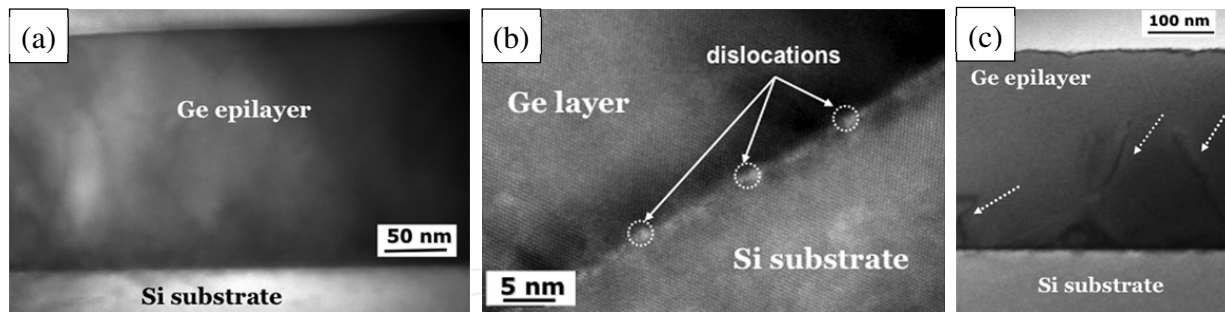 (a)
Ge epilayer
50 nm
Si substrate
(b)
dislocations
Ge layer
Si substrate
5 nm
(c)
100 nm
Ge epilayer
Si substrate